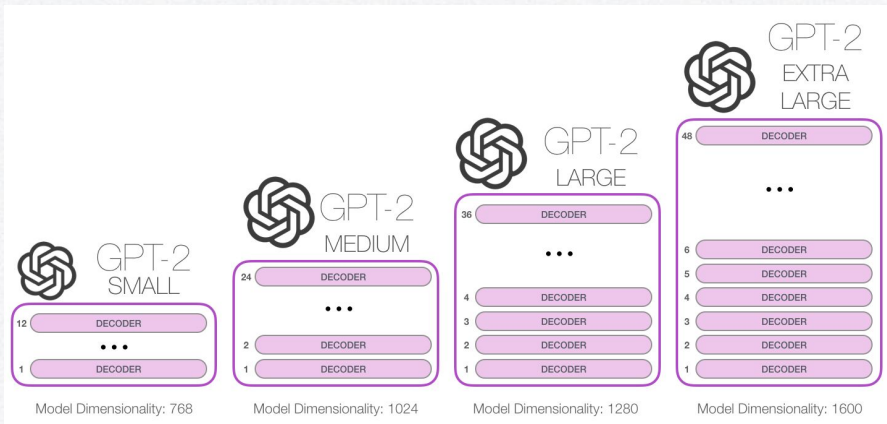 GPT-2
SMALL
12 DECODER
...
1 DECODER
Model Dimensionality: 768
GPT-2
MEDIUM
24 DECODER
...
2 DECODER
1 DECODER
Model Dimensionality: 1024
GPT-2
LARGE
36 DECODER
...
4 DECODER
3 DECODER
2 DECODER
1 DECODER
Model Dimensionality: 1280
GPT-2
EXTRA
LARGE
48 DECODER
...
6 DECODER
5 DECODER
4 DECODER
3 DECODER
2 DECODER
1 DECODER
Model Dimensionality: 1600